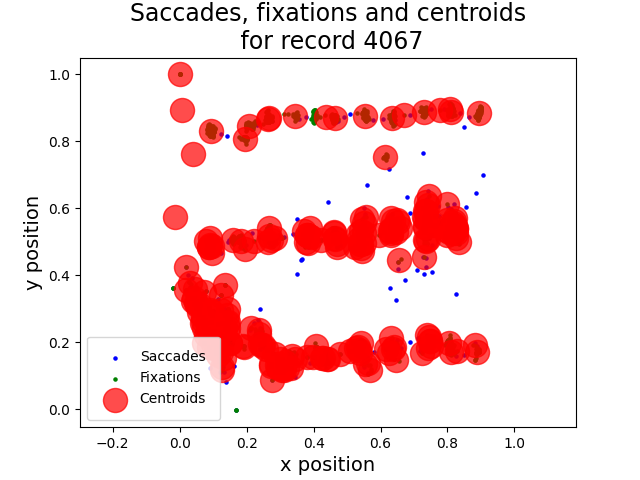 Saccades, fixations and centroids
for record 4067
1.0
0.8
0.6
0.4
0.2
0.0
y position
Saccades
Fixations
Centroids
−0.2
0.0
0.2
0.4
0.6
0.8
1.0
x position